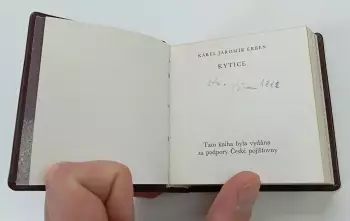 KAREL JAROMÍR ERBEN
KYTICE
Tato kniha byla vydána
za podpory České pojišťovny